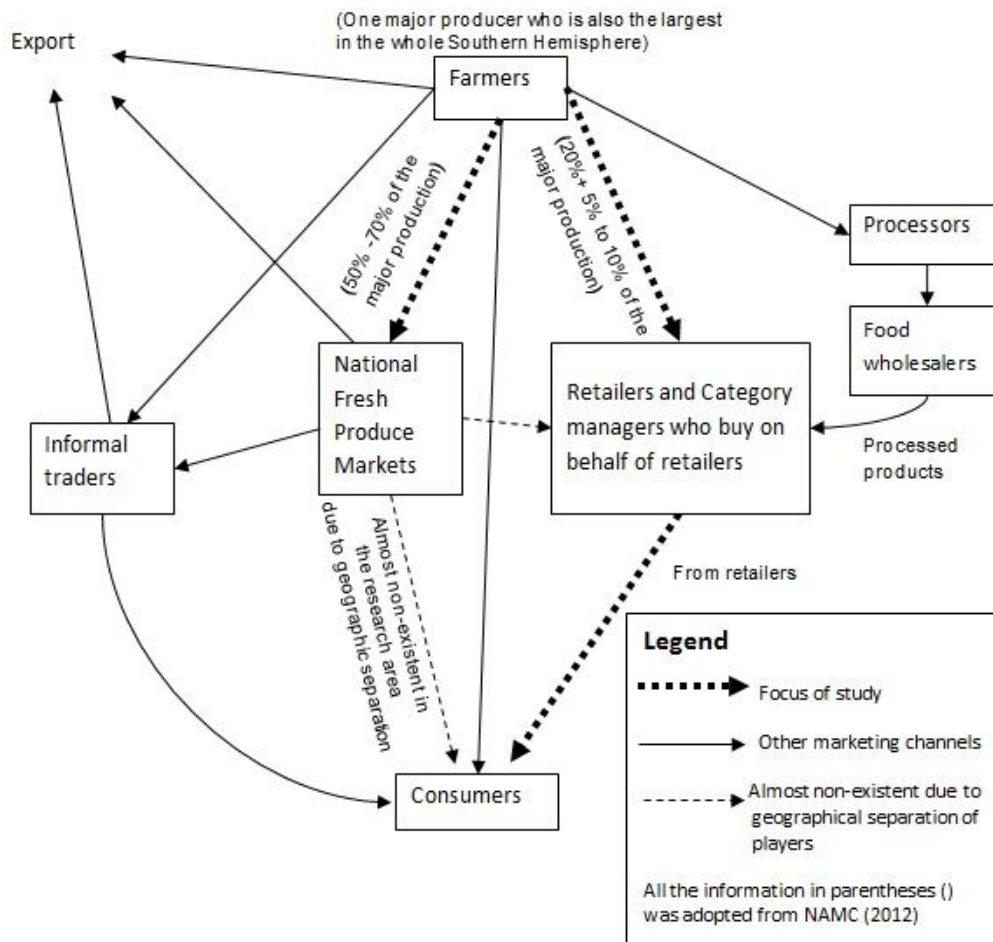 (One major producer who is also the largest
in the whole Southern Hemisphere)
Export
Farmers
(50% -70% of the
major production)
(20%+ 5% to 10% of the
major production)
Processors
Food
wholesalers
National
Fresh
Produce
Markets
Retailers and Category
managers who buy on
behalf of retailers
Informal
traders
Processed
products
Almost non-existent in
the research area
due to geographic separation
From retailers
Consumers
Legend
Focus of study
Other marketing channels
Almost non-existent due to
geographical separation of
players
All the information in parentheses ()
was adopted from NAMC (2012)